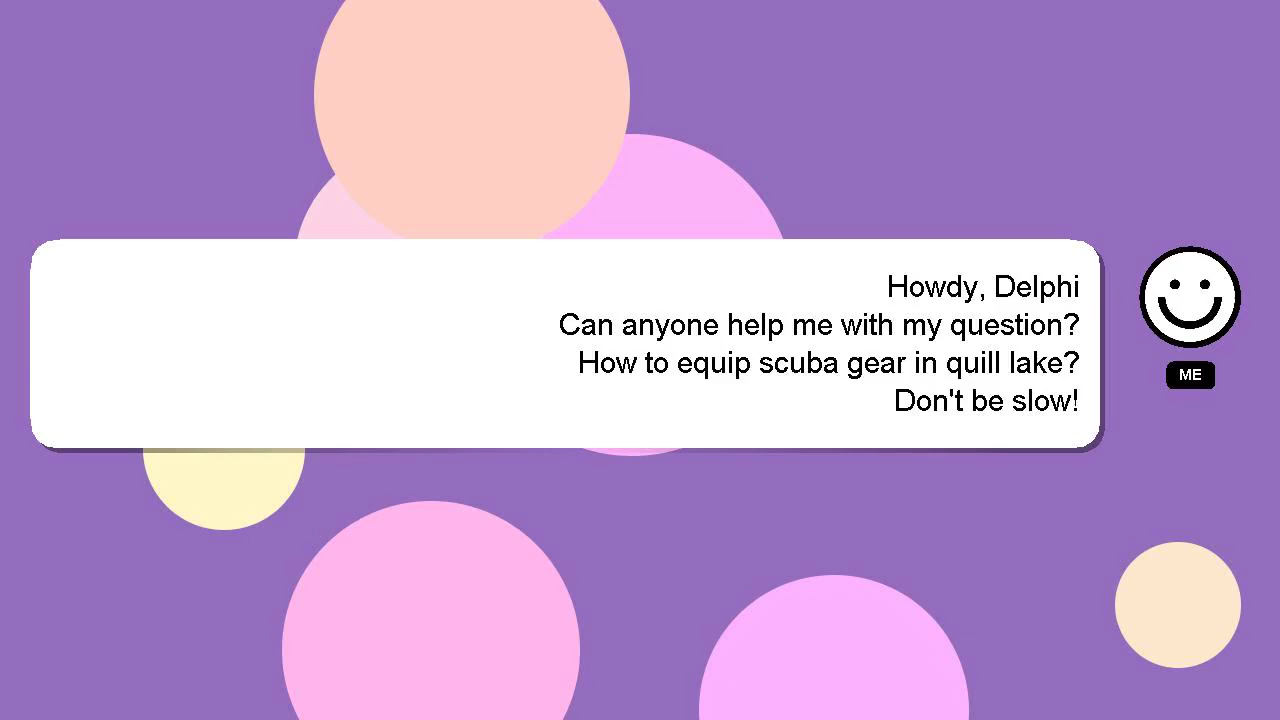 Howdy, Delphi
Can anyone help me with my question?
How to equip scuba gear in quill lake?
Don't be slow!
ME